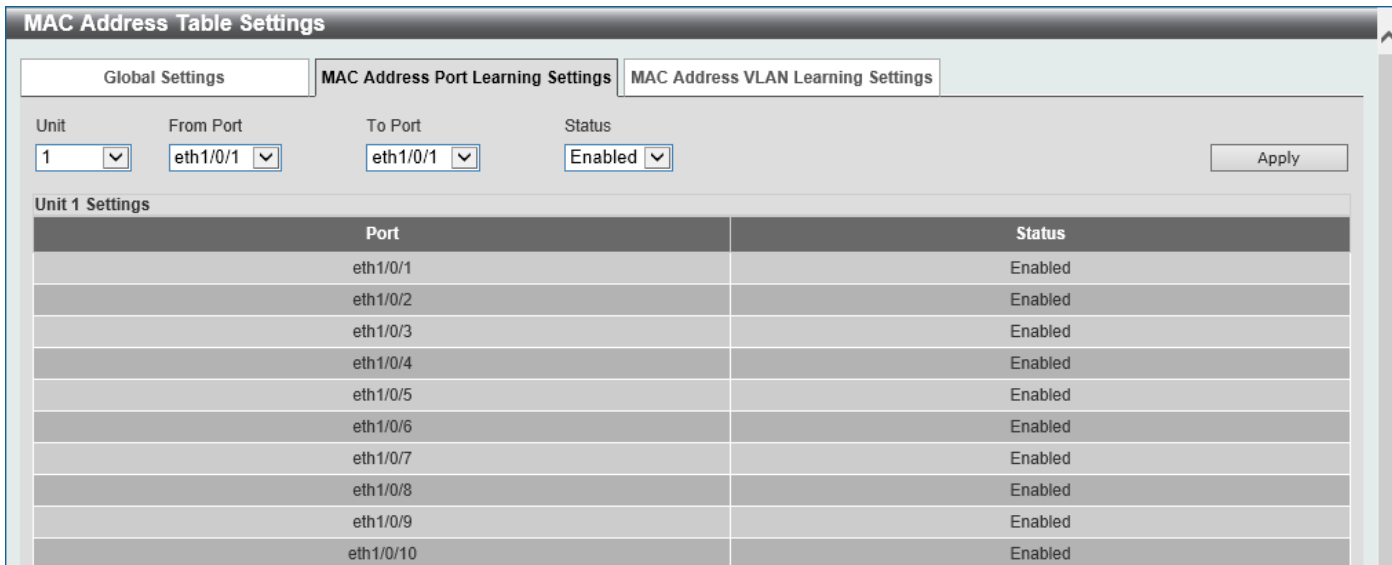 MAC Address Table Settings
Global Settings MAC Address Port Learning Settings MAC Address VLAN Learning Settings
Unit From Port To Port Status
1 eth1/0/1 eth1/0/1 Enabled Apply
Unit 1 Settings
Port Status
eth1/0/1 Enabled
eth1/0/2 Enabled
eth1/0/3 Enabled
eth1/0/4 Enabled
eth1/0/5 Enabled
eth1/0/6 Enabled
eth1/0/7 Enabled
eth1/0/8 Enabled
eth1/0/9 Enabled
eth1/0/10 Enabled